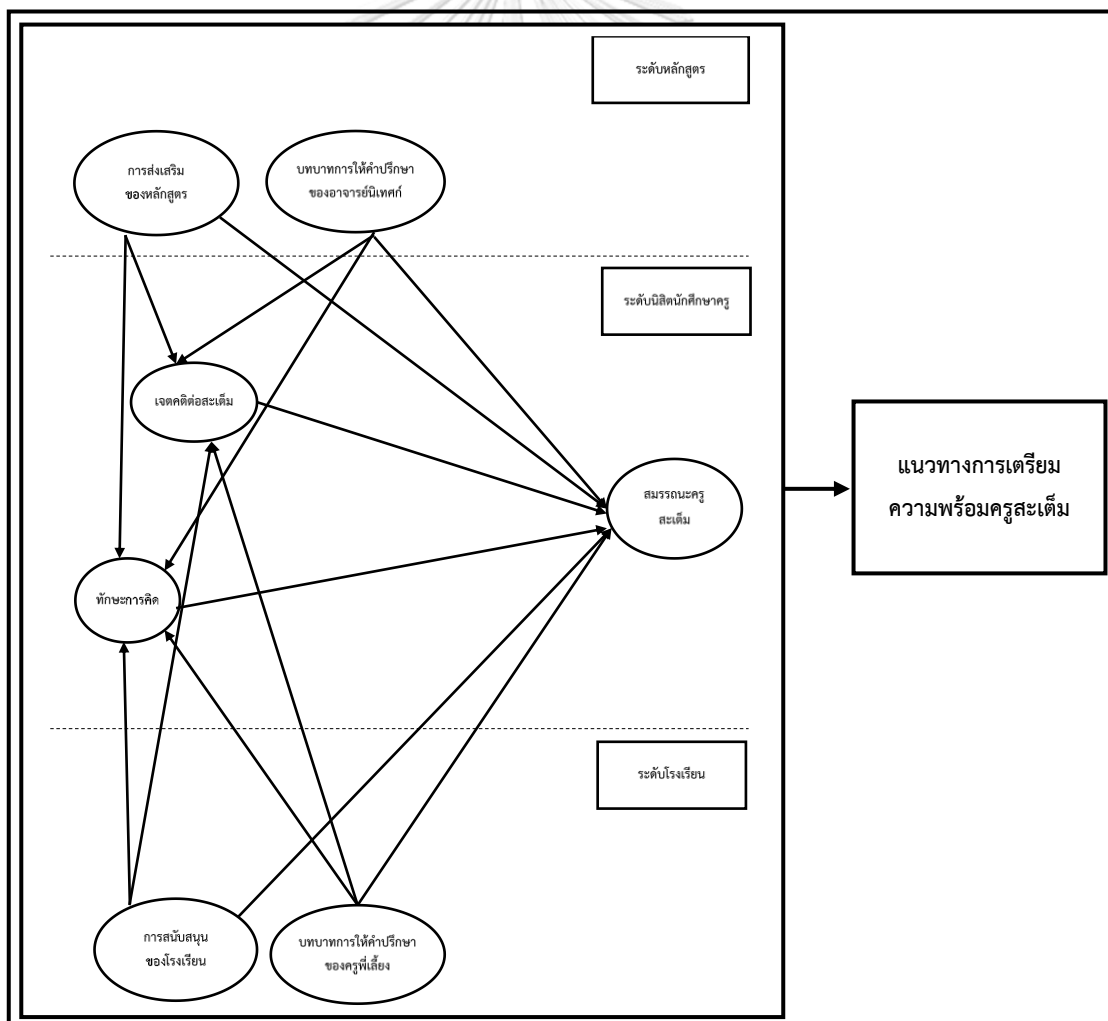 ระดับหลักสูตร
การส่งเสริม
ของหลักสูตร
บทบาทการให้คำปรึกษา
ของอาจารย์นิเทศก์
ระดับนิสิตนักศึกษาครู
เจตคติต่อสะเต็ม
สมรรถนะครู
สะเต็ม
ทักษะการคิด
แนวทางการเตรียม
ความพร้อมครูสะเต็ม
ระดับโรงเรียน
การสนับสนุน
ของโรงเรียน
บทบาทการให้คำปรึกษา
ของครูพี่เลี้ยง